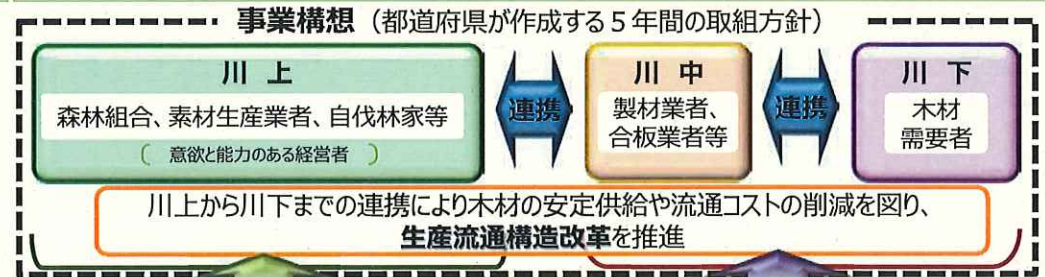 事業構想（都道府県が作成する５年間の取組方針）
川 上
森林組合、素材生産業者、自伐林家等
（ 意欲と能力のある経営者 ）
連携
川 中
製材業者、
合板業者等
連携
川 下
木材
需要者
川上から川下までの連携により木材の安定供給や流通コストの削減を図り、
生産流通構造改革を推進